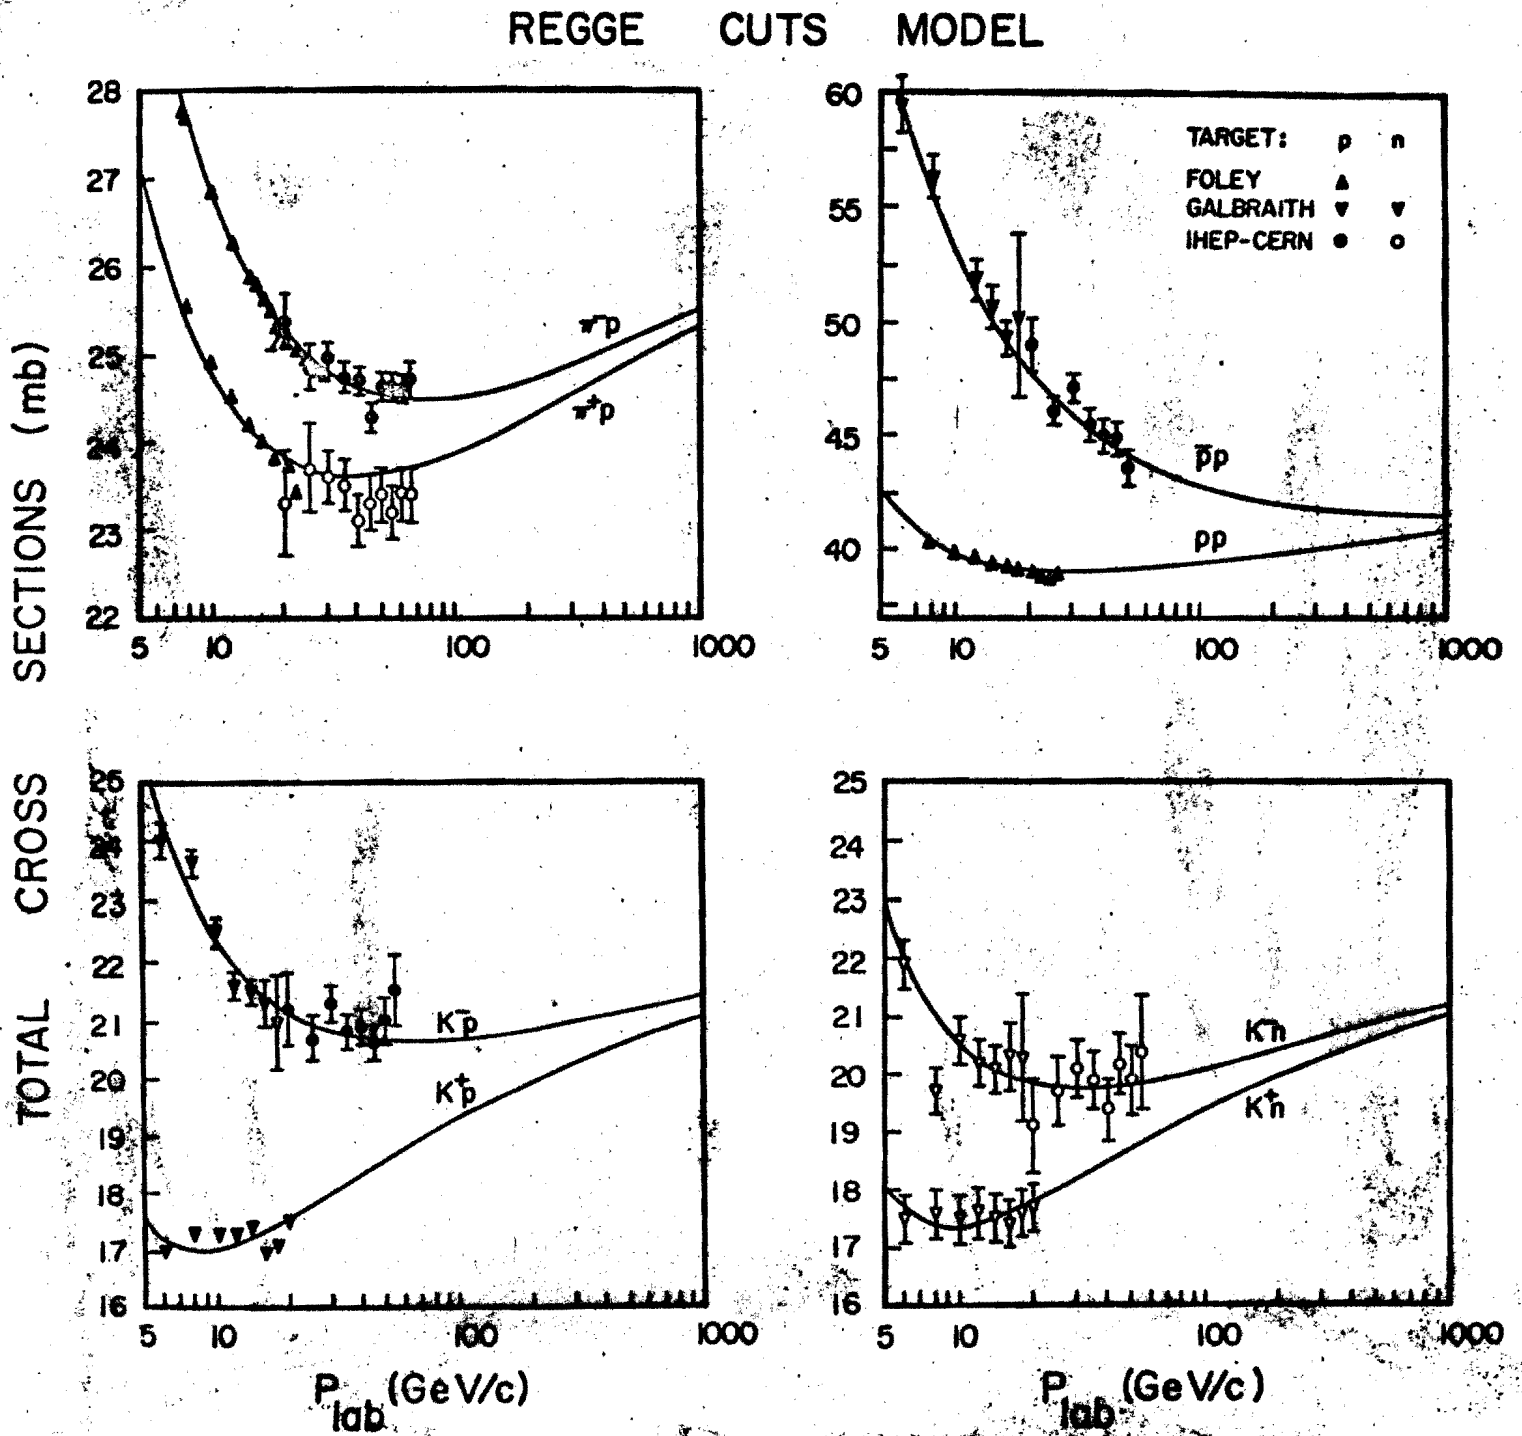 REGGE CUTS MODEL
TOTAL CROSS SECTIONS (mb)
28
27
26
25
24
23
22
5 10 100 1000
π⁻p
π⁺p
60
55
50
45
40
5 10 100 1000
TARGET: p n
FOLEY ▲
GALBRAITH ▼ ▼
IHEP-CERN ● ○
p̄p
pp
25
24
23
22
21
20
19
18
17
16
5 10 100 1000
K⁻p
K⁺p
P lab (GeV/c)
25
24
23
22
21
20
19
18
17
16
5 10 100 1000
K⁻n
K⁺n
P lab (GeV/c)